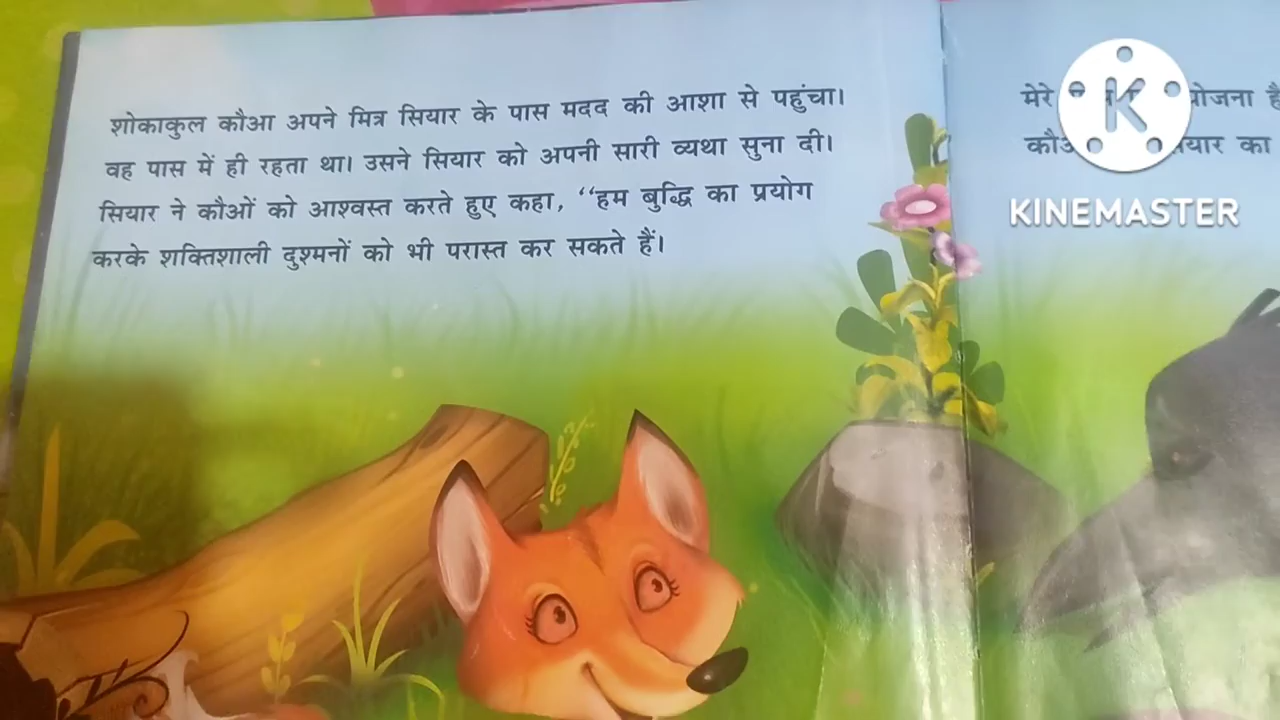 शोकाकुल कौआ अपने मित्र सियार के पास मदद की आशा से पहुंचा।
वह पास में ही रहता था। उसने सियार को अपनी सारी व्यथा सुना दी।
सियार ने कौओं को आश्वस्त करते हुए कहा, “हम बुद्धि का प्रयोग
करके शक्तिशाली दुश्मनों को भी परास्त कर सकते हैं।
मेरे
का
KINEMASTER